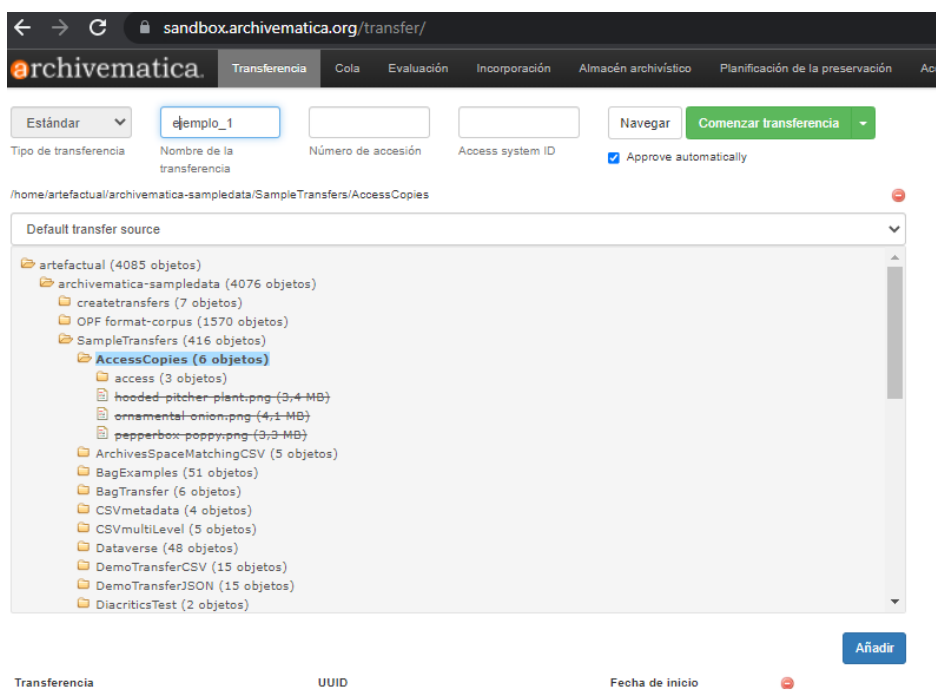 sandbox.archivematica.org/transfer/
archivematica. Transferencia Cola Evaluación Incorporación Almacén archivístico Planificación de la preservación
Estándar ejemplo_1 Navegar Comenzar transferencia
Tipo de transferencia Nombre de la transferencia Número de accesión Access system ID Approve automatically
/home/artefactual/archivematica-sampledata/SampleTransfers/AccessCopies
Default transfer source
artefactual (4085 objetos)
archivematica-sampledata (4076 objetos)
createtransfers (7 objetos)
OPF format-corpus (1570 objetos)
SampleTransfers (416 objetos)
AccessCopies (6 objetos)
access (3 objetos)
hooded pitcher plant.png (3,4 MB)
ornamental onion.png (4,1 MB)
pepperbox poppy.png (3,3 MB)
ArchivesSpaceMatchingCSV (5 objetos)
BagExamples (51 objetos)
BagTransfer (6 objetos)
CSVmetadata (4 objetos)
CSVmultiLevel (5 objetos)
Dataverse (48 objetos)
DemoTransferCSV (15 objetos)
DemoTransferJSON (15 objetos)
DiacriticsTest (2 objetos)
Añadir
Transferencia UUID Fecha de inicio